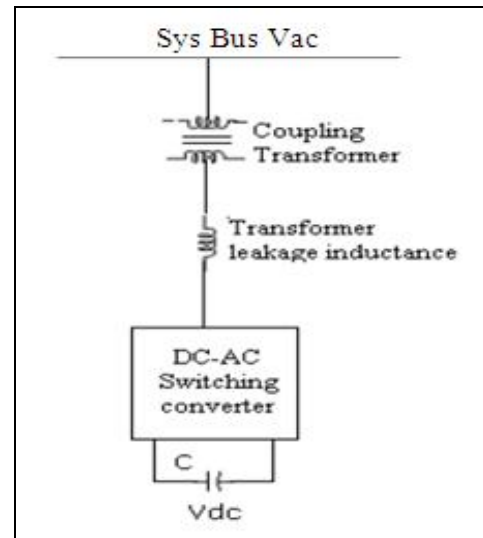 Sys Bus Vac
Coupling
Transformer
Transformer
leakage inductance
DC-AC
Switching
converter
C
Vdc